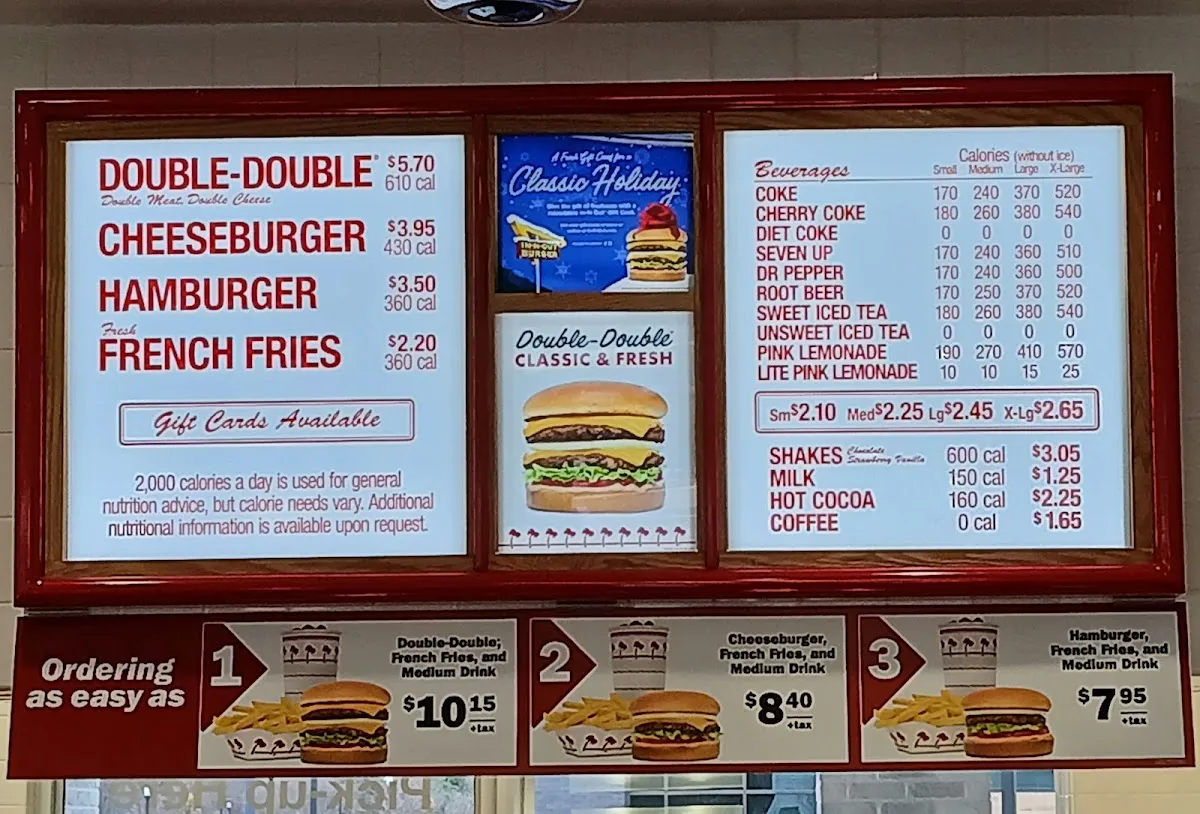 DOUBLE-DOUBLE® $5.70
Double Meat, Double Cheese 610 cal
CHEESEBURGER $3.95
430 cal
HAMBURGER $3.50
360 cal
Fresh
FRENCH FRIES $2.20
360 cal
Gift Cards Available
2,000 calories a day is used for general
nutrition advice, but calorie needs vary. Additional
nutritional information is available upon request.
A Fresh Gift Card for a
Classic Holiday
IN-N-OUT
BURGER
Double-Double®
CLASSIC & FRESH
Calories (without ice)
Beverages Small Medium Large X-Large
COKE 170 240 370 520
CHERRY COKE 180 260 380 540
DIET COKE 0 0 0 0
SEVEN UP 170 240 360 510
DR PEPPER 170 240 360 500
ROOT BEER 170 250 370 520
SWEET ICED TEA 180 260 380 540
UNSWEET ICED TEA 0 0 0 0
PINK LEMONADE 190 270 410 570
LITE PINK LEMONADE 10 10 15 25
Sm$2.10 Med$2.25 Lg$2.45 X-Lg$2.65
SHAKES Chocolate Strawberry Vanilla 600 cal $3.05
MILK 150 cal $1.25
HOT COCOA 160 cal $2.25
COFFEE 0 cal $1.65
Ordering
as easy as
1
Double-Double,
French Fries, and
Medium Drink
$10 15
+tax
2
Cheeseburger,
French Fries, and
Medium Drink
$8 40
+tax
3
Hamburger,
French Fries, and
Medium Drink
$7 95
+tax
Pick-up Here